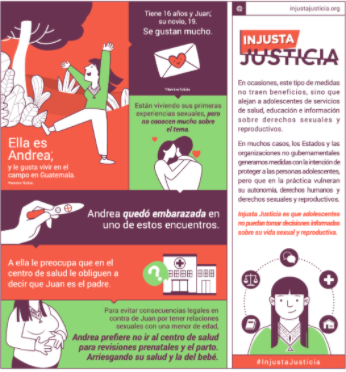 Tiene 16 años y Juan,*
su novio, 19.
Se gustan mucho.
*Nombre ficticio
Están viviendo sus primeras
experiencias sexuales, pero
no conocen mucho sobre
el tema.
Ella es
Andrea,*
y le gusta vivir en el
campo en Guatemala.
*Nombre ficticio
Andrea quedó embarazada en
uno de estos encuentros.
A ella le preocupa que en el
centro de salud le obliguen a
decir que Juan es el padre.
?
Para evitar consecuencias legales en
contra de Juan por tener relaciones
sexuales con una menor de edad,
Andrea prefiere no ir al centro de salud
para revisiones prenatales y el parto.
Arriesgando su salud y la del bebé.
injustajusticia.org
INJUSTA
JUSTICIA
En ocasiones, este tipo de medidas
no traen beneficios, sino que
alejan a adolescentes de servicios
de salud, educación e información
sobre derechos sexuales y
reproductivos.
En muchos casos, los Estados y las
organizaciones no gubernamentales
generamos medidas con la intención de
proteger a las personas adolescentes,
pero que en la práctica vulneran
su autonomía, derechos humanos y
derechos sexuales y reproductivos.
Injusta Justicia es que adolescentes
no puedan tomar decisiones informadas
sobre su vida sexual y reproductiva.
#InjustaJusticia